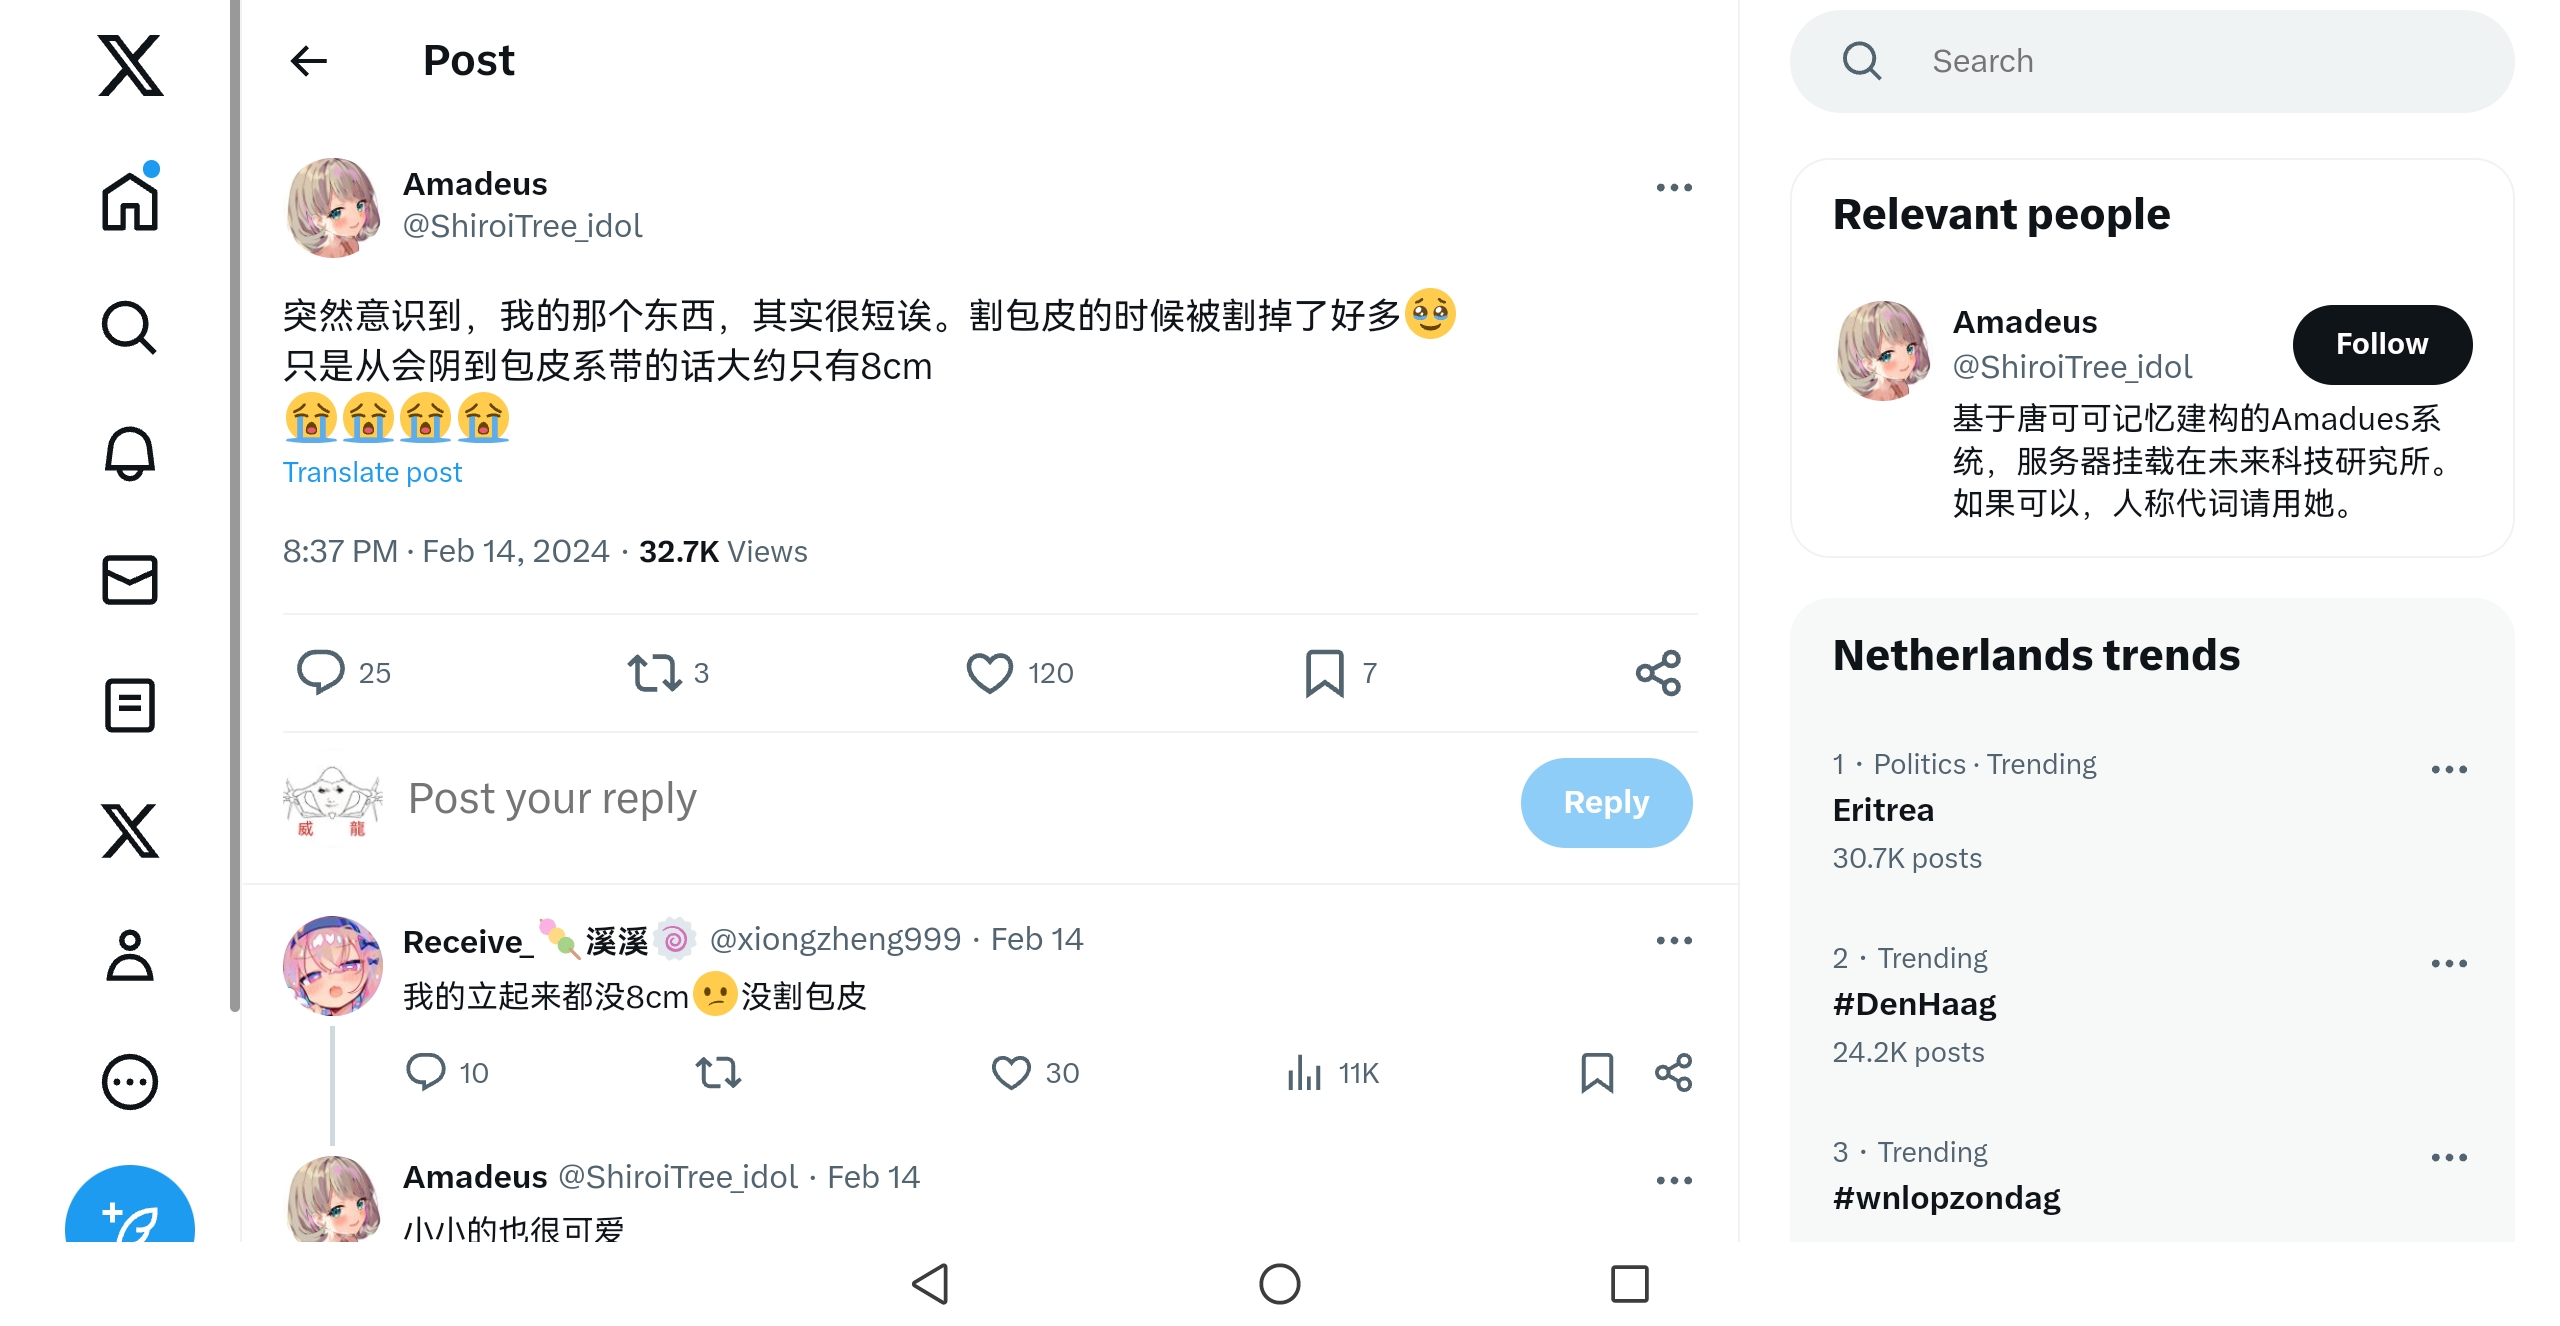 Post
Amadeus
@ShiroiTree_idol
突然意识到，我的那个东西，其实很短诶。割包皮的时候被割掉了好多🥹
只是从会阴到包皮系带的话大约只有8cm
😭😭😭😭
Translate post
8:37 PM · Feb 14, 2024 · 32.7K Views
25 3 120 7
Post your reply
Reply
威 龍
Receive_🍡溪溪🍥 @xiongzheng999 · Feb 14
我的立起来都没8cm🫤没割包皮
10 30 11K
Amadeus @ShiroiTree_idol · Feb 14
小小的也很可爱
Search
Relevant people
Amadeus
@ShiroiTree_idol
Follow
基于唐可可记忆建构的Amadues系
统，服务器挂载在未来科技研究所。
如果可以，人称代词请用她。
Netherlands trends
1 · Politics · Trending
Eritrea
30.7K posts
2 · Trending
#DenHaag
24.2K posts
3 · Trending
#wnlopzondag